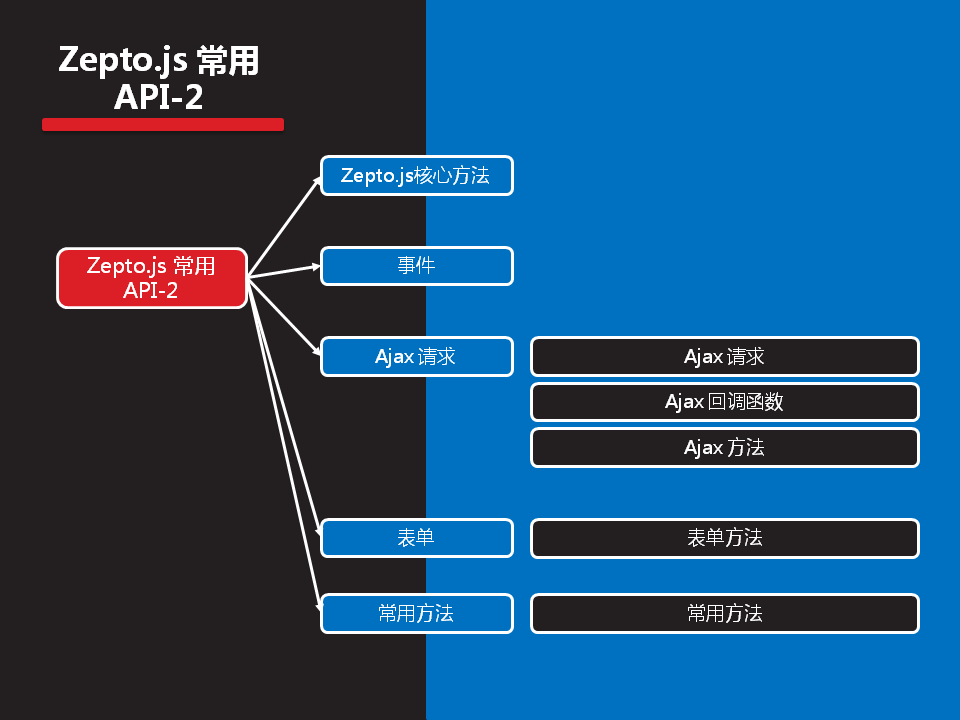 Zepto.js 常用
API-2
Zepto.js核心方法
Zepto.js 常用
API-2
事件
Ajax 请求
Ajax 请求
Ajax 回调函数
Ajax 方法
表单
表单方法
常用方法
常用方法